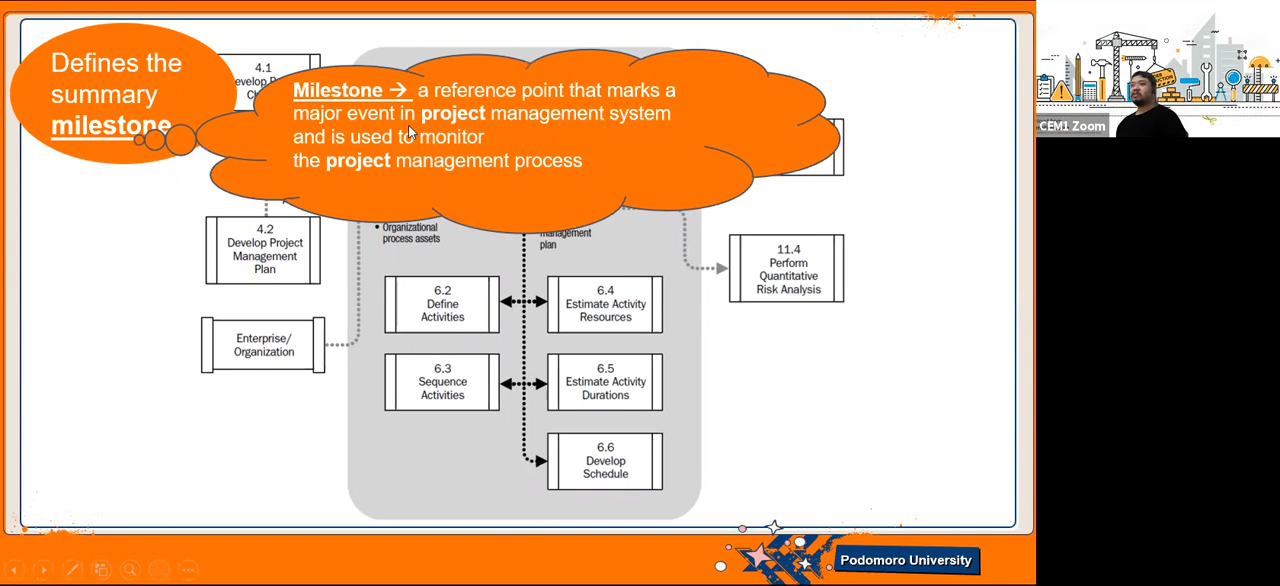 Defines the
summary
milestone
4.1
Milestone → a reference point that marks a
major event in project management system
and is used to monitor
the project management process
CEM1 Zoom
4.2
Develop Project
Management
Plan
• Organizational
process assets
management
plan
11.4
Perform
Quantitative
Risk Analysis
6.2
Define
Activities
6.4
Estimate Activity
Resources
Enterprise/
Organization
6.3
Sequence
Activities
6.5
Estimate Activity
Durations
6.6
Develop
Schedule
Podomoro University